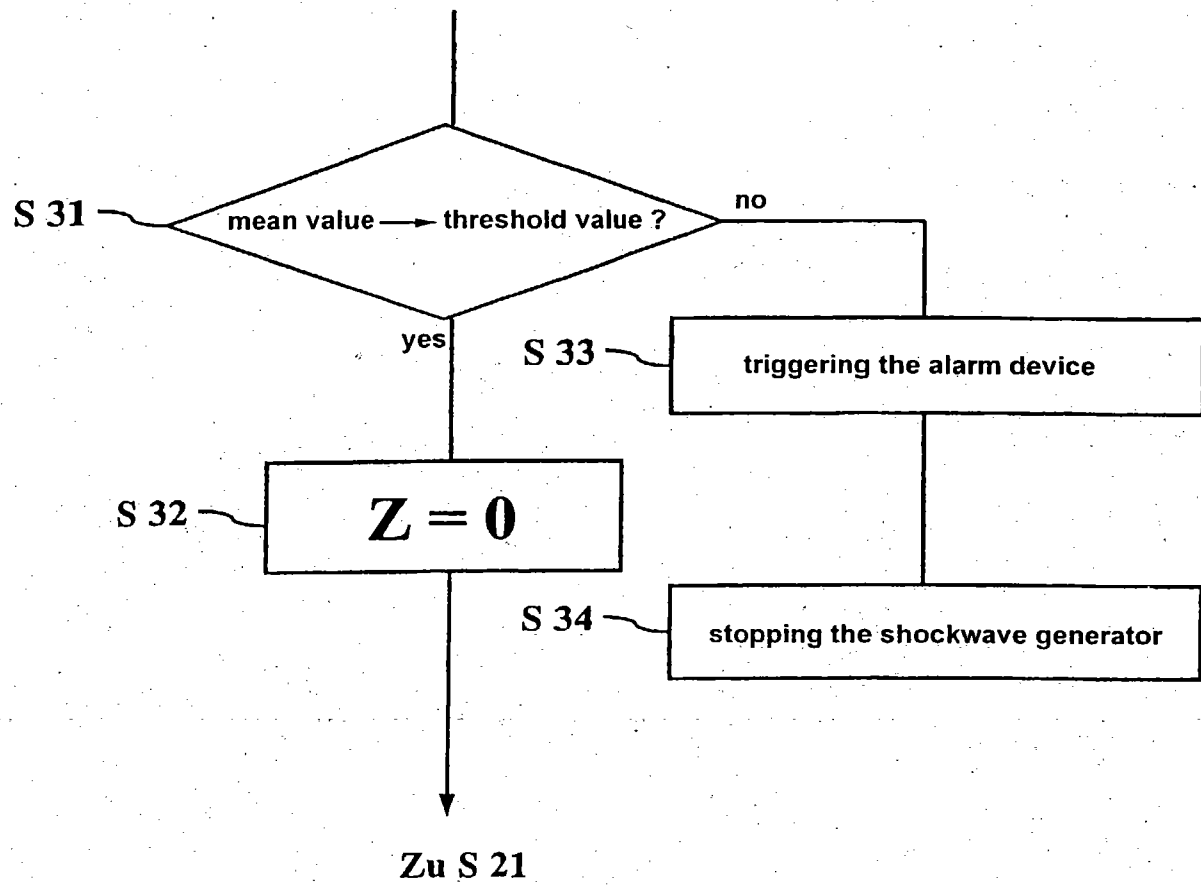 S 31
mean value → threshold value ?
no
yes
S 33
triggering the alarm device
S 32
Z = 0
S 34
stopping the shockwave generator
Zu S 21